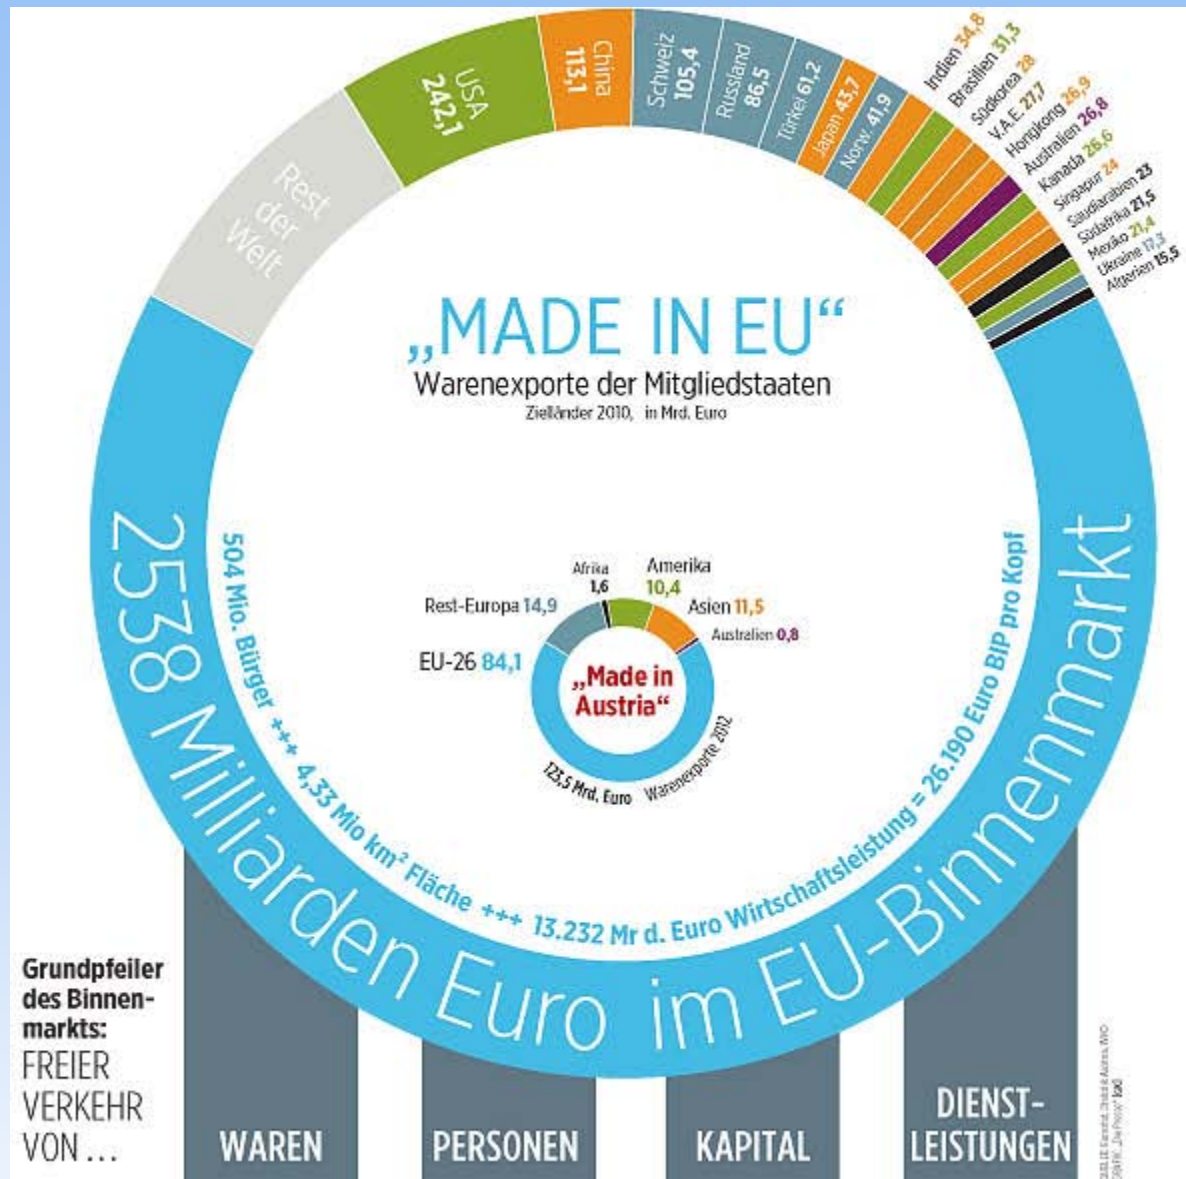 USA
242,1
China
113,1
Schweiz
105,4
Russland
86,5
Türkei 61,2
Japan 43,7
Norw. 41,9
Indien 34,8
Brasilien 31,3
Südkorea 28
V.A.E. 27,7
Hongkong 26,9
Australien 26,8
Kanada 26,6
Singapur 24
Saudiarabien 23
Südafrika 21,5
Mexiko 21,4
Ukraine 17,3
Algerien 15,5
Rest
der
Welt
„MADE IN EU“
Warenexporte der Mitgliedstaaten
Zielländer 2010, in Mrd. Euro
Afrika
1,6
Amerika
10,4
Rest-Europa 14,9
Asien 11,5
Australien 0,8
EU-26 84,1
„Made in
Austria“
123,5 Mrd. Euro Warenexporte 2012
504 Mio. Bürger +++ 4,33 Mio km² Fläche +++ 13.232 Mr d. Euro Wirtschaftsleistung = 26.190 Euro BIP pro Kopf
2538 Milliarden Euro im EU-Binnenmarkt
Grundpfeiler
des Binnen-
markts:
FREIER
VERKEHR
VON ...
WAREN
PERSONEN
KAPITAL
DIENST-
LEISTUNGEN